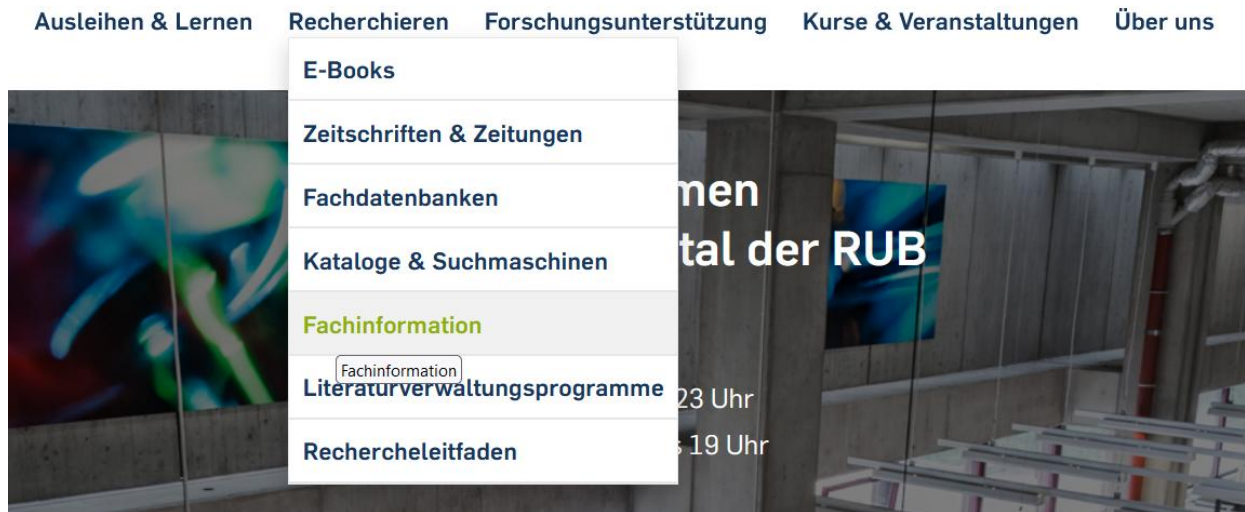 Ausleihen & Lernen Recherchieren Forschungsunterstützung Kurse & Veranstaltungen Über uns
E-Books
Zeitschriften & Zeitungen
Fachdatenbanken
men
Kataloge & Suchmaschinen
tal der RUB
Fachinformation
Fachinformation
Literaturverwaltungsprogramme
23 Uhr
Rechercheleitfaden
19 Uhr